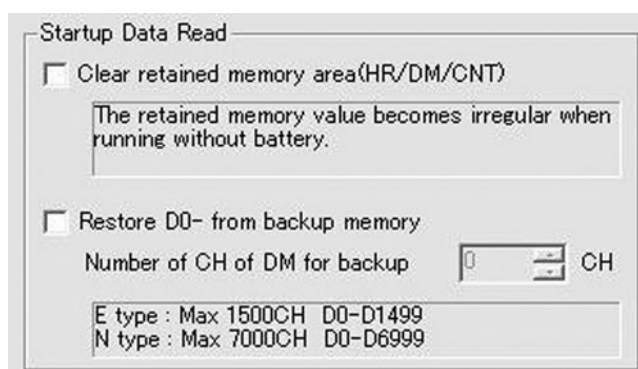 Startup Data Read
Clear retained memory area(HR/DM/CNT)
The retained memory value becomes irregular when
running without battery.
Restore D0- from backup memory
Number of CH of DM for backup 0 CH
E type : Max 1500CH D0-D1499
N type : Max 7000CH D0-D6999